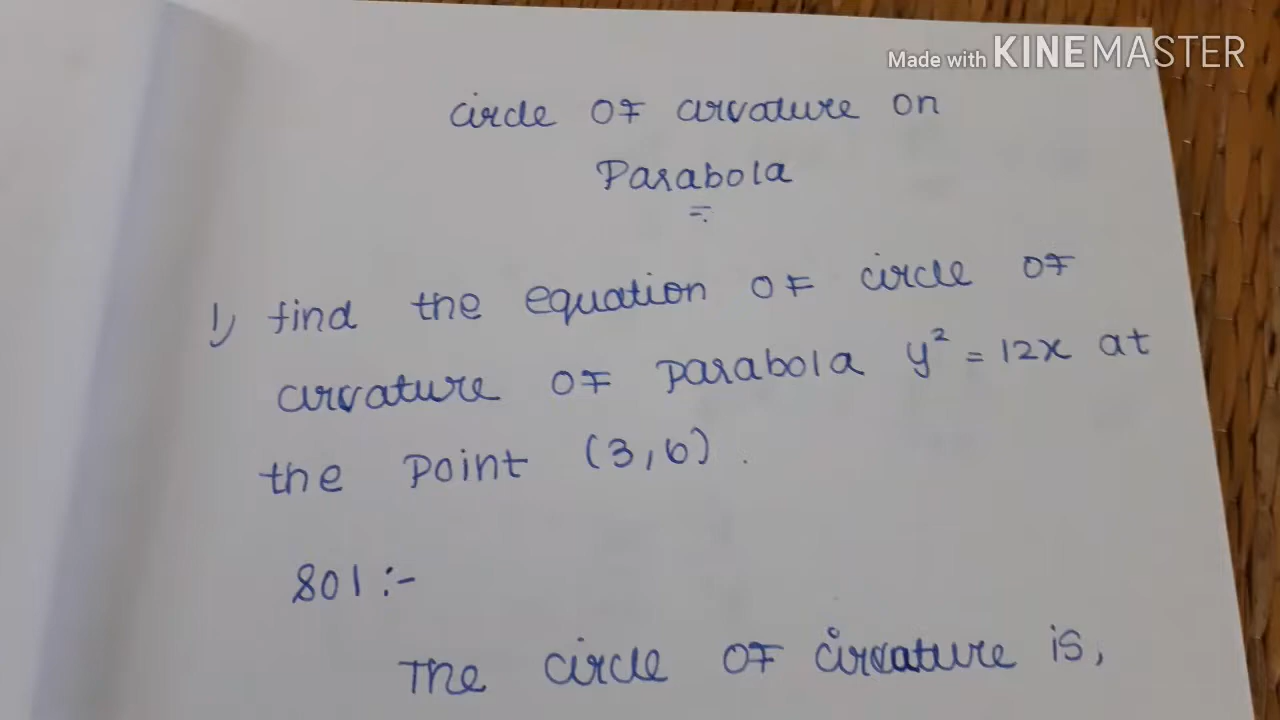 Made with KINEMASTER
circle of curvature on
Parabola
1) find the equation of circle of
curvature of parabola y² = 12x at
the point (3,6).
Sol :-
The circle of curvature is,